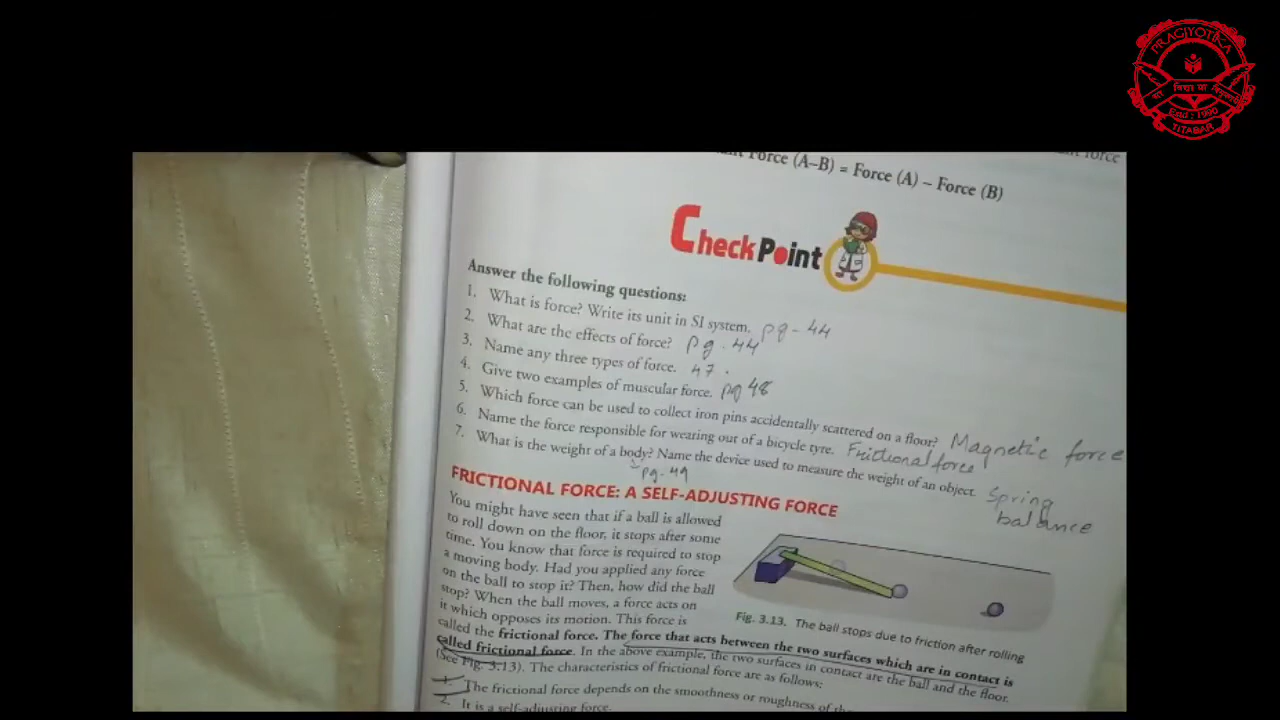 PRAGJYOTIKA
Estd : 1990
TITABAR
Force (A–B) = Force (A) – Force (B)
force
CheckPoint
Answer the following questions:
1. What is force? Write its unit in SI system. pg - 44
2. What are the effects of force? pg - 44
3. Name any three types of force. 47
4. Give two examples of muscular force. pg 48
5. Which force can be used to collect iron pins accidentally scattered on a floor? Magnetic force
6. Name the force responsible for wearing out of a bicycle tyre. Frictional force
7. What is the weight of a body? Name the device used to measure the weight of an object. Spring balance
pg - 49
FRICTIONAL FORCE: A SELF-ADJUSTING FORCE
You might have seen that if a ball is allowed
to roll down on the floor, it stops after some
time. You know that force is required to stop
a moving body. Had you applied any force
on the ball to stop it? Then, how did the ball
stop? When the ball moves, a force acts on
it which opposes its motion. This force is
called the frictional force. The force that acts between the two surfaces which are in contact is
called frictional force. In the above example, the two surfaces in contact are the ball and the floor.
(See Fig. 3.13). The characteristics of frictional force are as follows:
1. The frictional force depends on the smoothness or roughness of the
2. It is a self-adjusting force.
Fig. 3.13. The ball stops due to friction after rolling